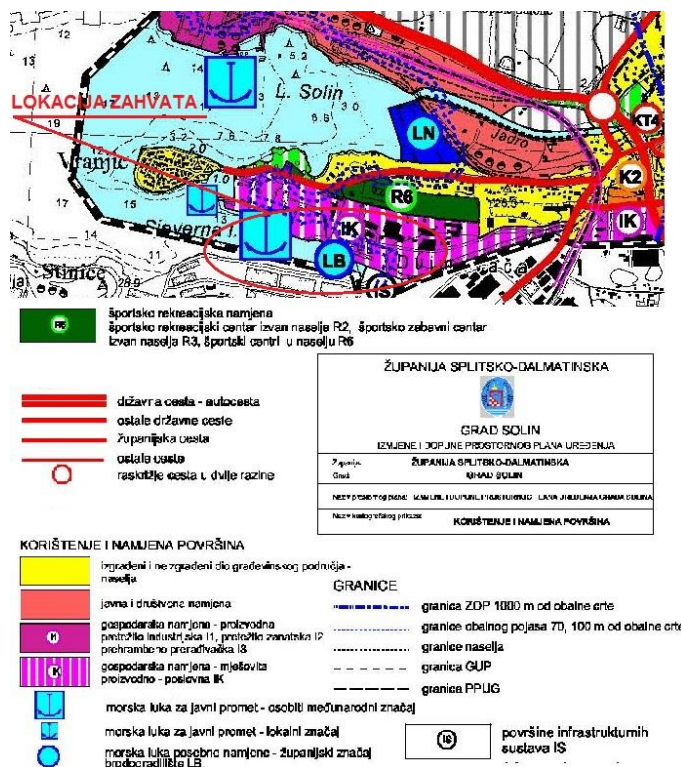 LOKACIJA ZAHVATA
L. Solin
Vranjic
Jadro
LN
KT4
K2
R6
IK
IK
Sjeverna l.
LB
IS
Stinice
28.9
športsko rekreacijska namjena
R6
športsko rekreacijski centar izvan naselja R2, športsko zabavni centar
izvan naselja R3, športski centri u naselju R6
državna cesta - autocesta
ostale državne ceste
županijska cesta
ostale ceste
raskrižje cesta u dvije razine
ŽUPANIJA SPLITSKO-DALMATINSKA
GRAD SOLIN
IZMJENE I DOPUNE PROSTORNOG PLANA UREĐENJA
Županija: ŽUPANIJA SPLITSKO-DALMATINSKA
Grad: GRAD SOLIN
Naziv kartografskog prikaza: KORIŠTENJE I NAMJENA POVRŠINA
KORIŠTENJE I NAMJENA POVRŠINA
izgrađeni i neizgrađeni dio građevinskog područja -
naselja
javna i društvena namjena
gospodarska namjena - proizvodna
pretežito industrijska I1, pretežito zanatska I2
prehrambeno prerađivačka I3
gospodarska namjena - mješovita
IK
proizvodno - poslovna IK
morska luka za javni promet - osobiti međunarodni značaj
morska luka za javni promet - lokalni značaj
morska luka posebne namjene - županijski značaj
brodogradilište LB
GRANICE
granica ZOP 1000 m od obalne crte
granice obalnog pojasa 70, 100 m od obalne crte
granice naselja
granica GUP
granica PPUG
IS
površine infrastrukturnih
sustava IS